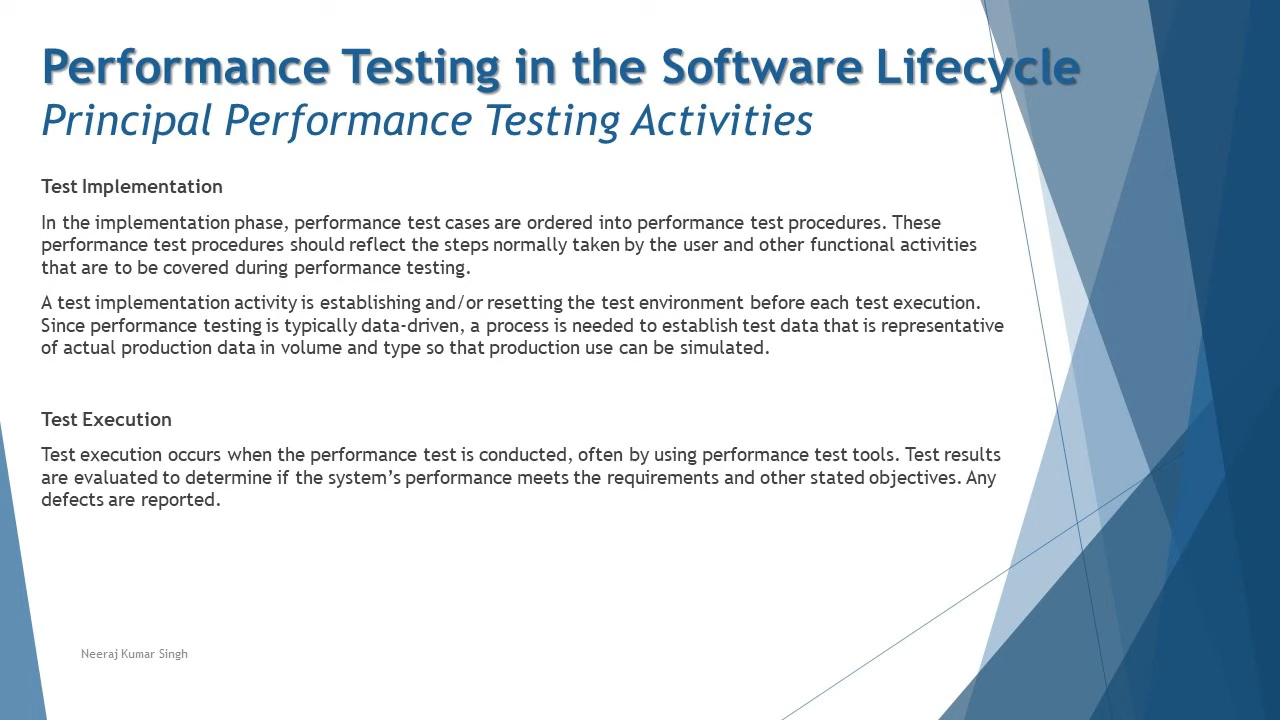 Performance Testing in the Software Lifecycle
Principal Performance Testing Activities
Test Implementation
In the implementation phase, performance test cases are ordered into performance test procedures. These
performance test procedures should reflect the steps normally taken by the user and other functional activities
that are to be covered during performance testing.
A test implementation activity is establishing and/or resetting the test environment before each test execution.
Since performance testing is typically data-driven, a process is needed to establish test data that is representative
of actual production data in volume and type so that production use can be simulated.
Test Execution
Test execution occurs when the performance test is conducted, often by using performance test tools. Test results
are evaluated to determine if the system’s performance meets the requirements and other stated objectives. Any
defects are reported.
Neeraj Kumar Singh